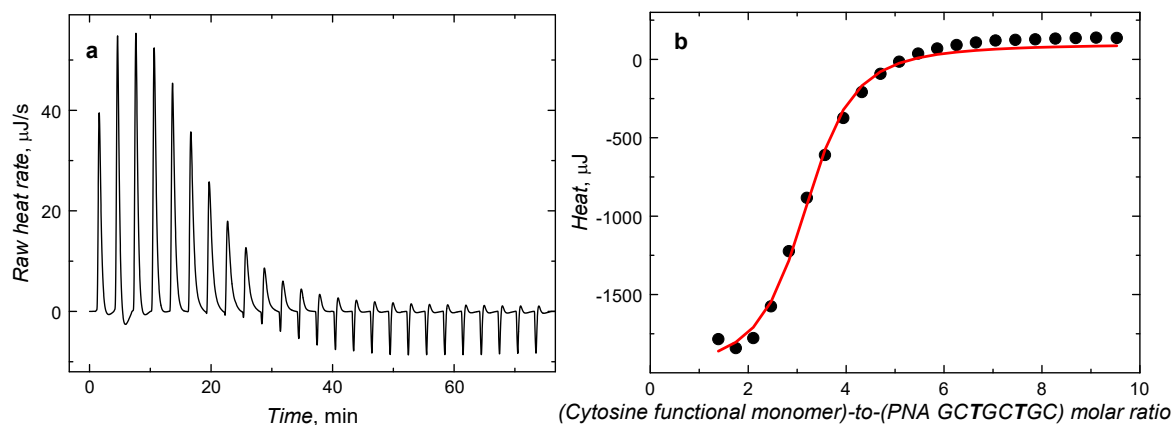 a
Raw heat rate, μJ/s
40
20
0
0
20
40
60
Time, min
b
Heat, μJ
0
-500
-1000
-1500
0
2
4
6
8
10
(Cytosine functional monomer)-to-(PNA GCTGCTGC) molar ratio